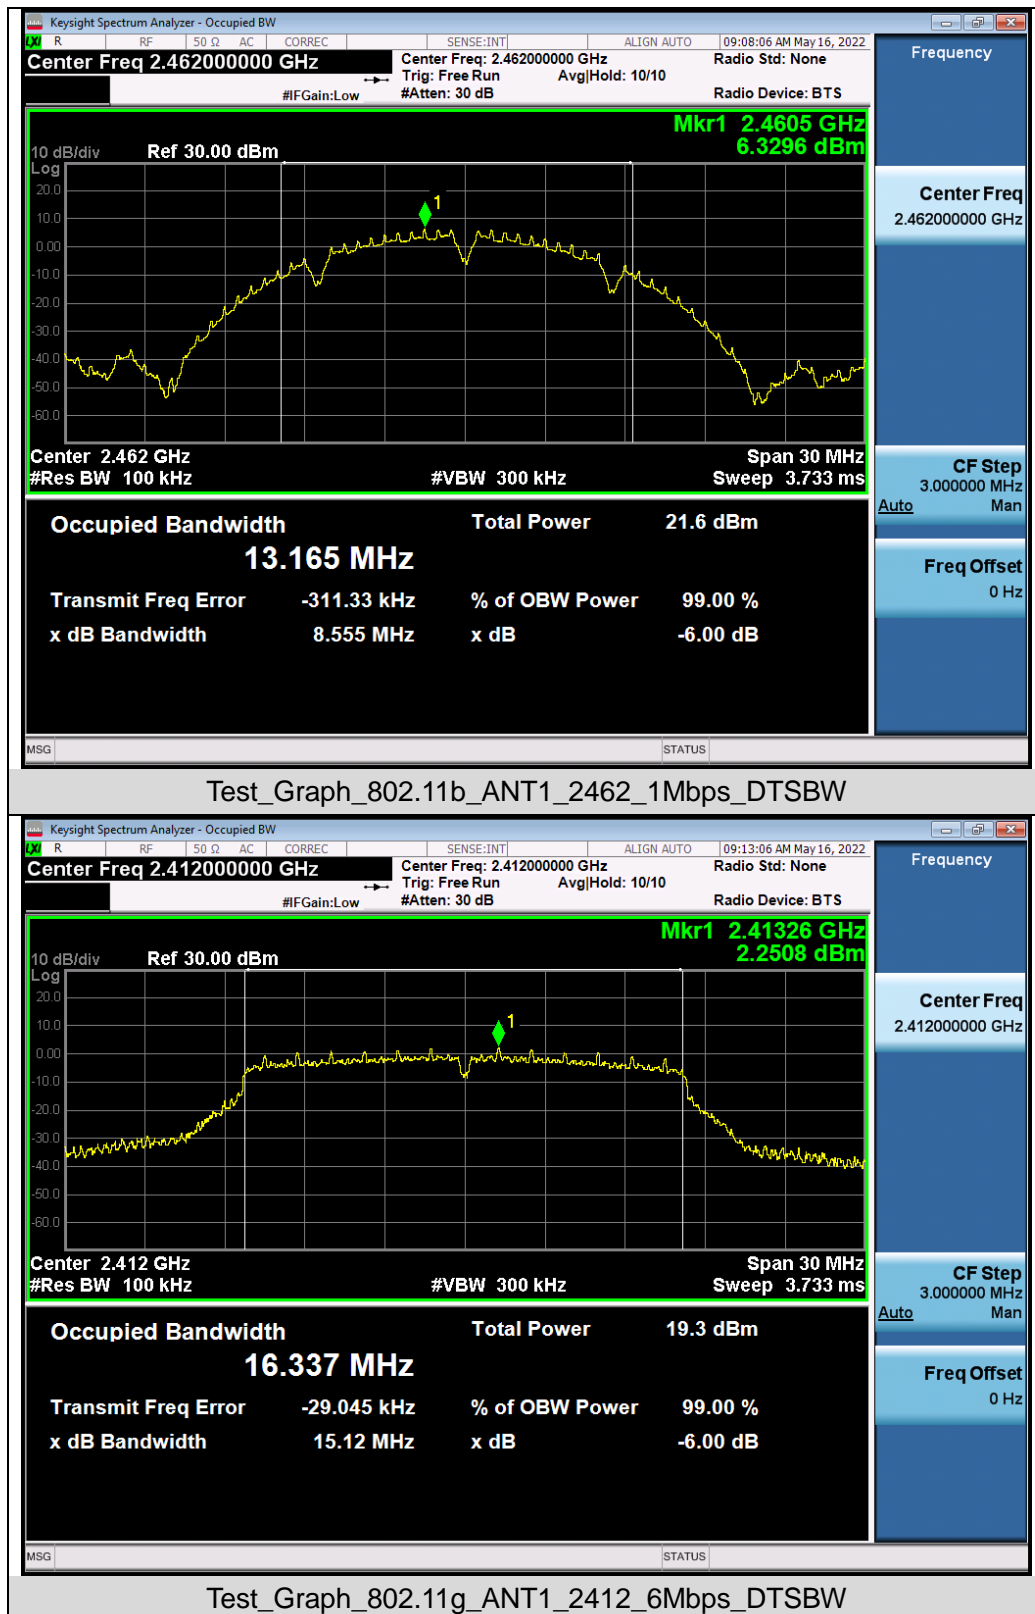 Keysight Spectrum Analyzer - Occupied BW
LXI R RF 50 Ω AC CORREC SENSE:INT ALIGN AUTO 09:08:06 AM May 16, 2022
Center Freq 2.462000000 GHz
Center Freq: 2.462000000 GHz Radio Std: None
Trig: Free Run Avg|Hold: 10/10
#IFGain:Low #Atten: 30 dB Radio Device: BTS
Mkr1 2.4605 GHz
6.3296 dBm
10 dB/div Ref 30.00 dBm
Log
20.0
1
10.0
0.00
-10.0
-20.0
-30.0
-40.0
-50.0
-60.0
Center 2.462 GHz Span 30 MHz
#Res BW 100 kHz #VBW 300 kHz Sweep 3.733 ms
Occupied Bandwidth Total Power 21.6 dBm
13.165 MHz
Transmit Freq Error -311.33 kHz % of OBW Power 99.00 %
x dB Bandwidth 8.555 MHz x dB -6.00 dB
MSG STATUS
Frequency
Center Freq
2.462000000 GHz
CF Step
3.000000 MHz
Auto Man
Freq Offset
0 Hz
Test_Graph_802.11b_ANT1_2462_1Mbps_DTSBW
Keysight Spectrum Analyzer - Occupied BW
LXI R RF 50 Ω AC CORREC SENSE:INT ALIGN AUTO 09:13:06 AM May 16, 2022
Center Freq 2.412000000 GHz
Center Freq: 2.412000000 GHz Radio Std: None
Trig: Free Run Avg|Hold: 10/10
#IFGain:Low #Atten: 30 dB Radio Device: BTS
Mkr1 2.41326 GHz
2.2508 dBm
10 dB/div Ref 30.00 dBm
Log
20.0
1
10.0
0.00
-10.0
-20.0
-30.0
-40.0
-50.0
-60.0
Center 2.412 GHz Span 30 MHz
#Res BW 100 kHz #VBW 300 kHz Sweep 3.733 ms
Occupied Bandwidth Total Power 19.3 dBm
16.337 MHz
Transmit Freq Error -29.045 kHz % of OBW Power 99.00 %
x dB Bandwidth 15.12 MHz x dB -6.00 dB
MSG STATUS
Frequency
Center Freq
2.412000000 GHz
CF Step
3.000000 MHz
Auto Man
Freq Offset
0 Hz
Test_Graph_802.11g_ANT1_2412_6Mbps_DTSBW